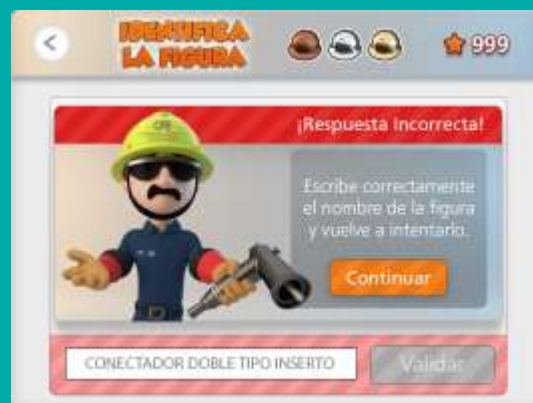 IDENTIFICA
LA FIGURA
999
¡Respuesta Incorrecta!
CFE
Escribe correctamente
el nombre de la figura
y vuelve a intentarlo.
Continuar
CONECTADOR DOBLE TIPO INSERTO
Validar